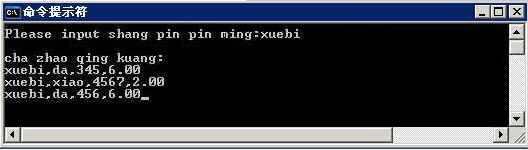 命令提示符
Please input shang pin pin ming:xuebi
cha zhao qing kuang:
xuebi,da,345,6.00
xuebi,xiao,4567,2.00
xuebi,da,456,6.00